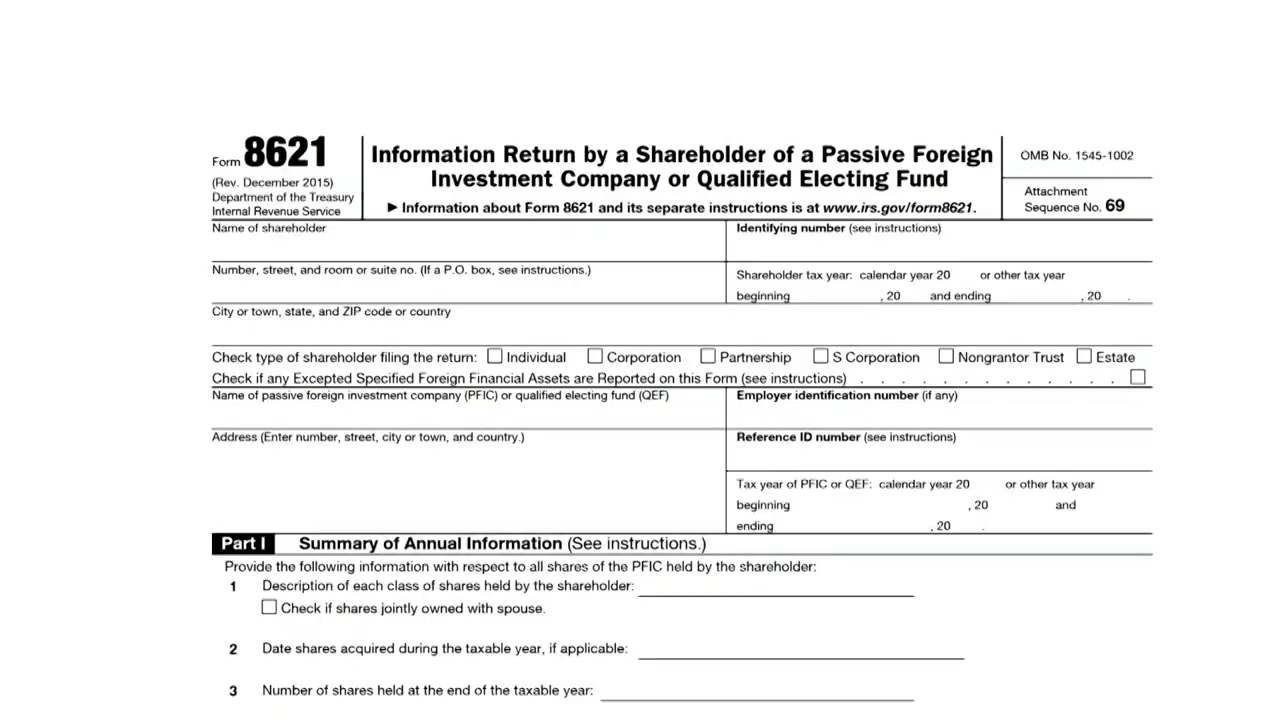 Form 8621
(Rev. December 2015)
Department of the Treasury
Internal Revenue Service
Information Return by a Shareholder of a Passive Foreign
Investment Company or Qualified Electing Fund
▶ Information about Form 8621 and its separate instructions is at www.irs.gov/form8621.
OMB No. 1545-1002
Attachment
Sequence No. 69
Name of shareholder
Identifying number (see instructions)
Number, street, and room or suite no. (If a P.O. box, see instructions.)
Shareholder tax year: calendar year 20 or other tax year
beginning , 20 and ending , 20 .
City or town, state, and ZIP code or country
Check type of shareholder filing the return: Individual Corporation Partnership S Corporation Nongrantor Trust Estate
Check if any Excepted Specified Foreign Financial Assets are Reported on this Form (see instructions) . . . . . . . . . . . . .
Name of passive foreign investment company (PFIC) or qualified electing fund (QEF)
Employer identification number (if any)
Address (Enter number, street, city or town, and country.)
Reference ID number (see instructions)
Tax year of PFIC or QEF: calendar year 20 or other tax year
beginning , 20 and
ending , 20 .
Part I Summary of Annual Information (See instructions.)
Provide the following information with respect to all shares of the PFIC held by the shareholder:
1 Description of each class of shares held by the shareholder:
Check if shares jointly owned with spouse.
2 Date shares acquired during the taxable year, if applicable:
3 Number of shares held at the end of the taxable year: